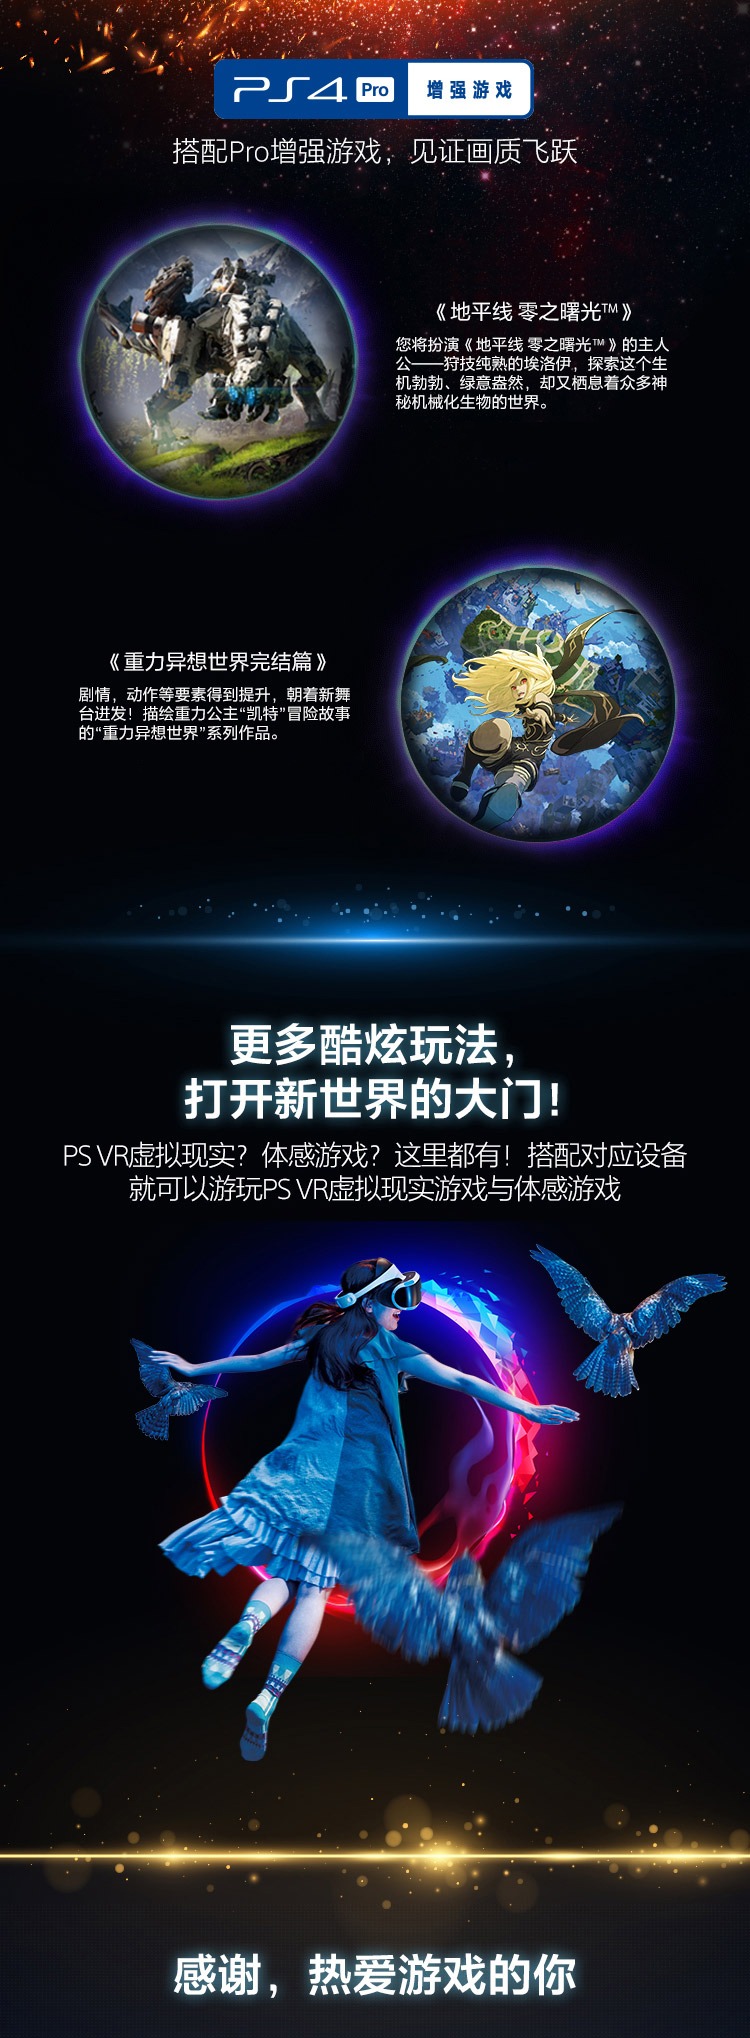 PS4 Pro 增强游戏
搭配Pro增强游戏，见证画质飞跃
《地平线 零之曙光™》
您将扮演《地平线 零之曙光™》的主人
公——狩技纯熟的埃洛伊，探索这个生
机勃勃、绿意盎然，却又栖息着众多神
秘机械化生物的世界。
《重力异想世界完结篇》
剧情，动作等要素得到提升，朝着新舞
台进发！描绘重力公主“凯特”冒险故事
的“重力异想世界”系列作品。
更多酷炫玩法，
打开新世界的大门！
PS VR虚拟现实？体感游戏？这里都有！搭配对应设备
就可以游玩PS VR虚拟现实游戏与体感游戏
感谢，热爱游戏的你